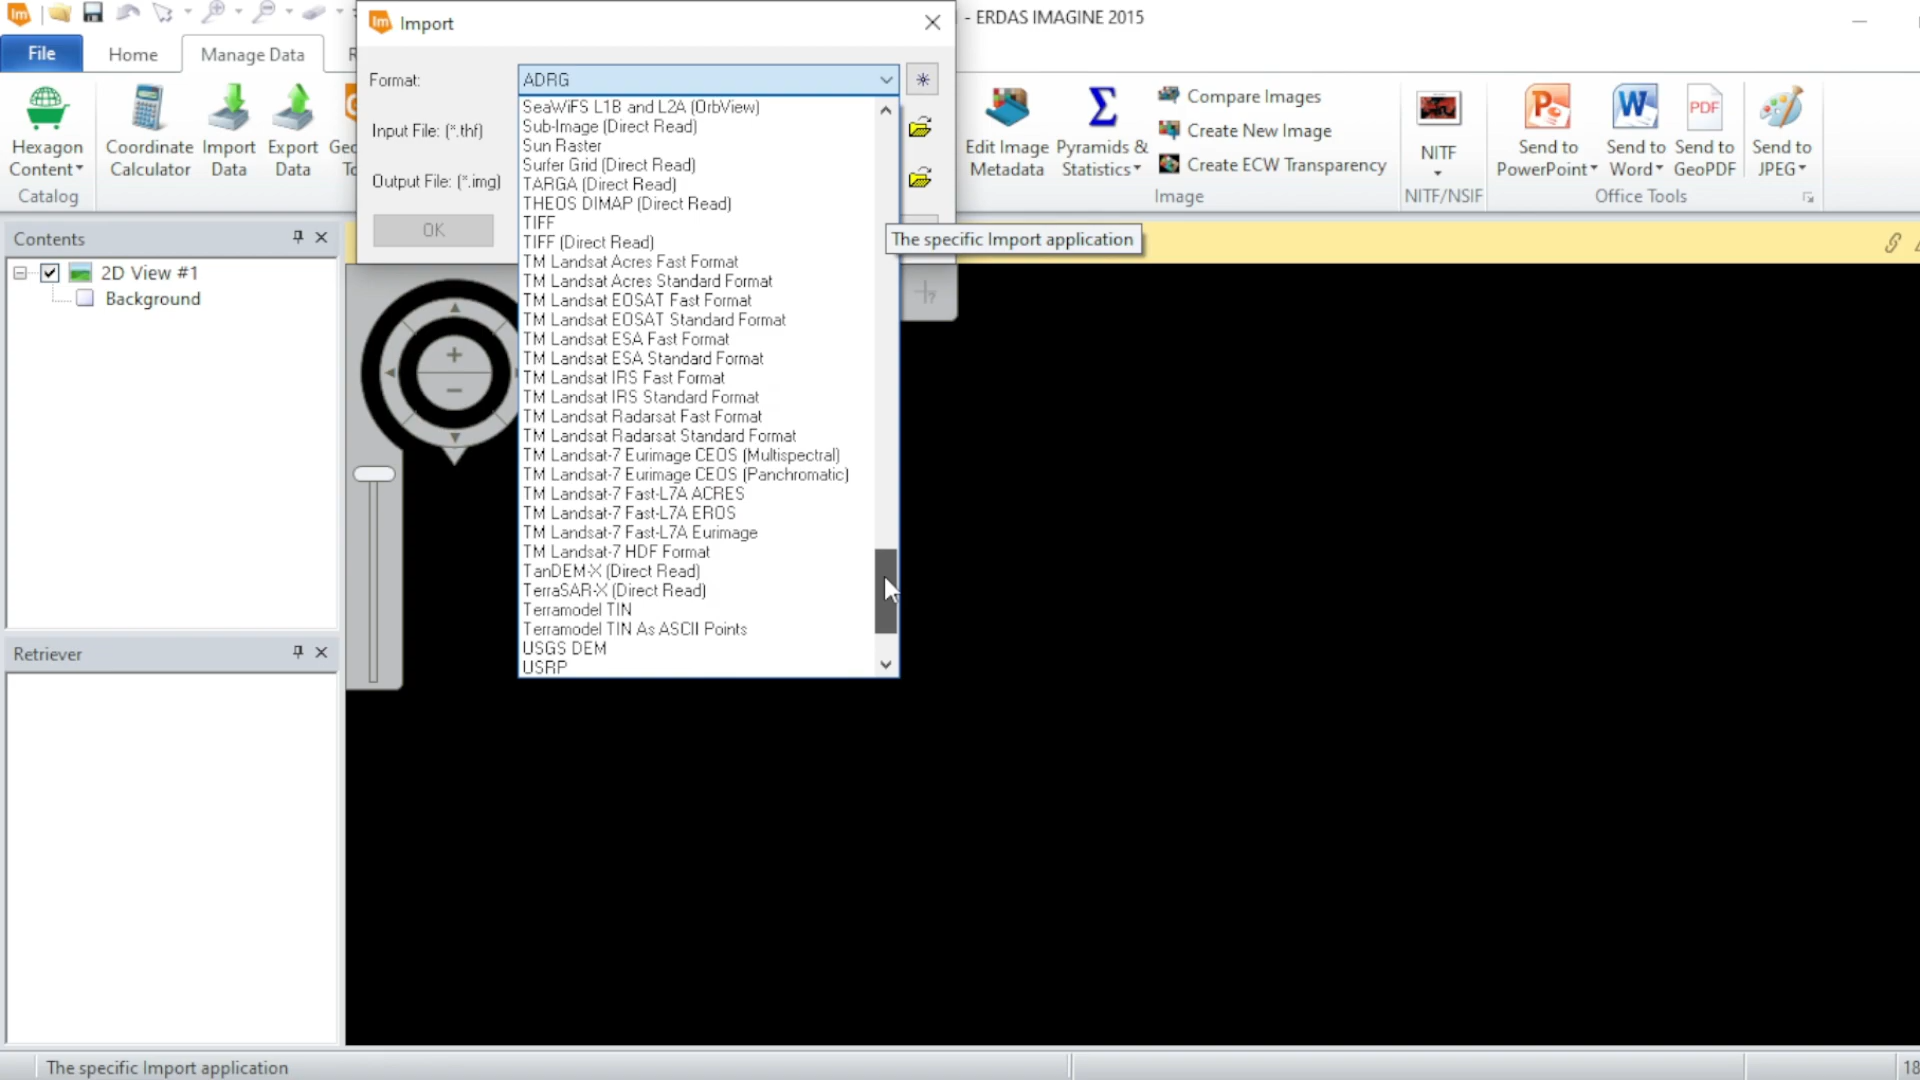 Im
Import
- ERDAS IMAGINE 2015
File
Home
Manage Data
Format:
ADRG
Input File: (*.thf)
Output File: (*.img)
OK
Hexagon
Content
Catalog
Coordinate
Calculator
Import
Data
Export
Data
Edit Image
Metadata
Pyramids &
Statistics
Compare Images
Create New Image
Create ECW Transparency
Image
NITF
NITF/NSIF
Send to
PowerPoint
Send to
Word
Send to
GeoPDF
Send to
JPEG
Office Tools
SeaWiFS L1B and L2A (OrbView)
Sub-Image (Direct Read)
Sun Raster
Surfer Grid (Direct Read)
TARGA (Direct Read)
THEOS DIMAP (Direct Read)
TIFF
TIFF (Direct Read)
TM Landsat Acres Fast Format
TM Landsat Acres Standard Format
TM Landsat EOSAT Fast Format
TM Landsat EOSAT Standard Format
TM Landsat ESA Fast Format
TM Landsat ESA Standard Format
TM Landsat IRS Fast Format
TM Landsat IRS Standard Format
TM Landsat Radarsat Fast Format
TM Landsat Radarsat Standard Format
TM Landsat-7 Eurimage CEOS (Multispectral)
TM Landsat-7 Eurimage CEOS (Panchromatic)
TM Landsat-7 Fast-L7A ACRES
TM Landsat-7 Fast-L7A EROS
TM Landsat-7 Fast-L7A Eurimage
TM Landsat-7 HDF Format
TanDEM-X (Direct Read)
TerraSAR-X (Direct Read)
Terramodel TIN
Terramodel TIN As ASCII Points
USGS DEM
USRP
The specific Import application
Contents
2D View #1
Background
Retriever
The specific Import application
18